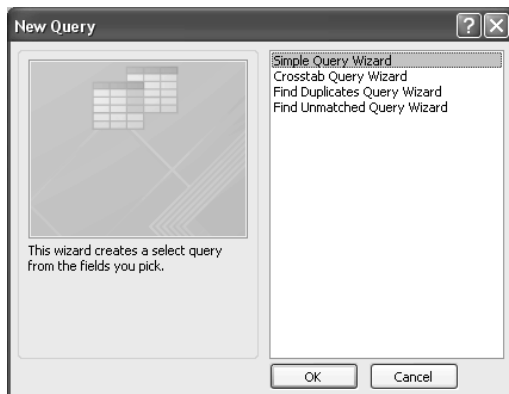 New Query
Simple Query Wizard
Crosstab Query Wizard
Find Duplicates Query Wizard
Find Unmatched Query Wizard
This wizard creates a select query
from the fields you pick.
OK
Cancel